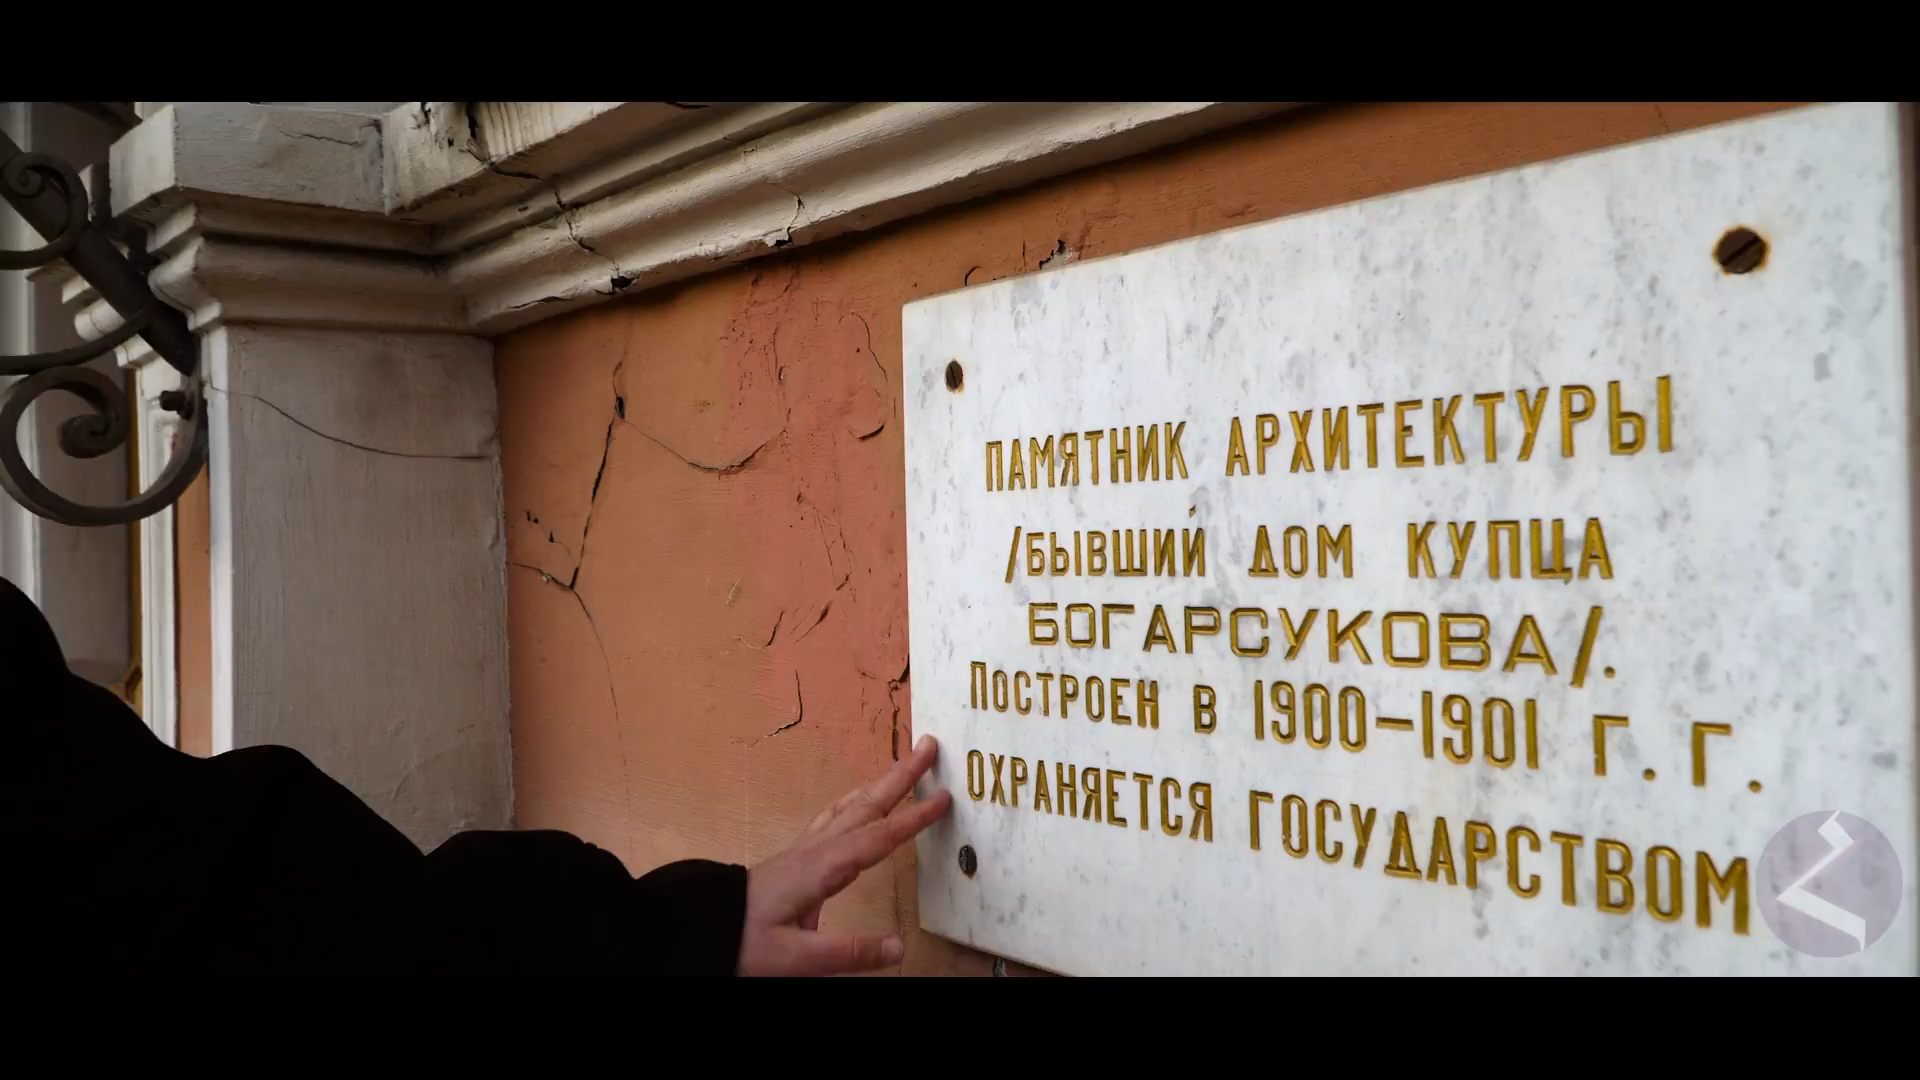 ПАМЯТНИК АРХИТЕКТУРЫ
/БЫВШИЙ ДОМ КУПЦА
БОГАРСУКОВА/.
ПОСТРОЕН В 1900-1901 Г. Г.
ОХРАНЯЕТСЯ ГОСУДАРСТВОМ